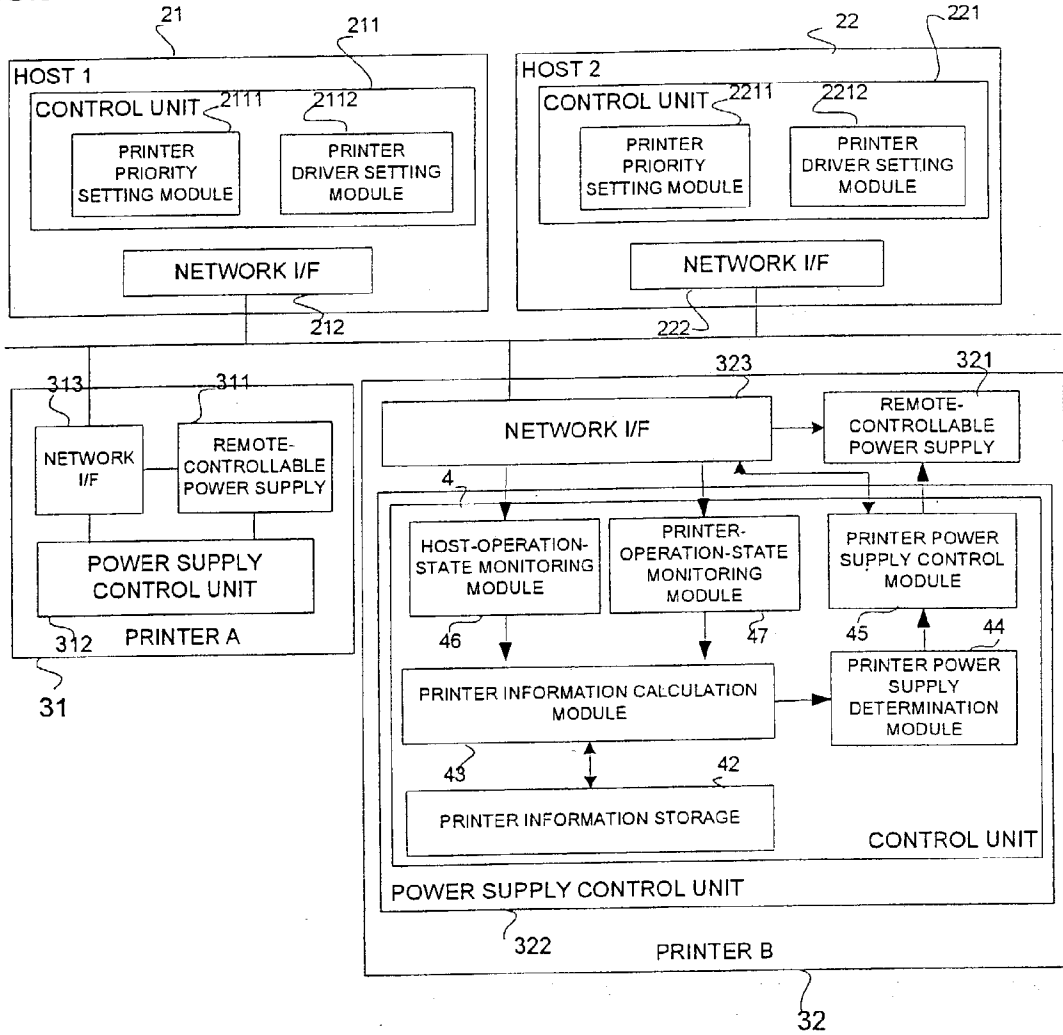 21
211
22
221
HOST 1
CONTROL UNIT
2111
2112
PRINTER
PRIORITY
SETTING MODULE
PRINTER
DRIVER SETTING
MODULE
NETWORK I/F
212
HOST 2
CONTROL UNIT
2211
2212
PRINTER
PRIORITY
SETTING MODULE
PRINTER
DRIVER SETTING
MODULE
NETWORK I/F
222
313
311
NETWORK
I/F
REMOTE-
CONTROLLABLE
POWER SUPPLY
POWER SUPPLY
CONTROL UNIT
312
PRINTER A
31
323
321
NETWORK I/F
REMOTE-
CONTROLLABLE
POWER SUPPLY
4
HOST-OPERATION-
STATE MONITORING
MODULE
46
PRINTER-
OPERATION-STATE
MONITORING
MODULE
47
PRINTER POWER
SUPPLY CONTROL
MODULE
45
44
PRINTER INFORMATION CALCULATION
MODULE
43
PRINTER POWER
SUPPLY
DETERMINATION
MODULE
42
PRINTER INFORMATION STORAGE
CONTROL UNIT
POWER SUPPLY CONTROL UNIT
322
PRINTER B
32